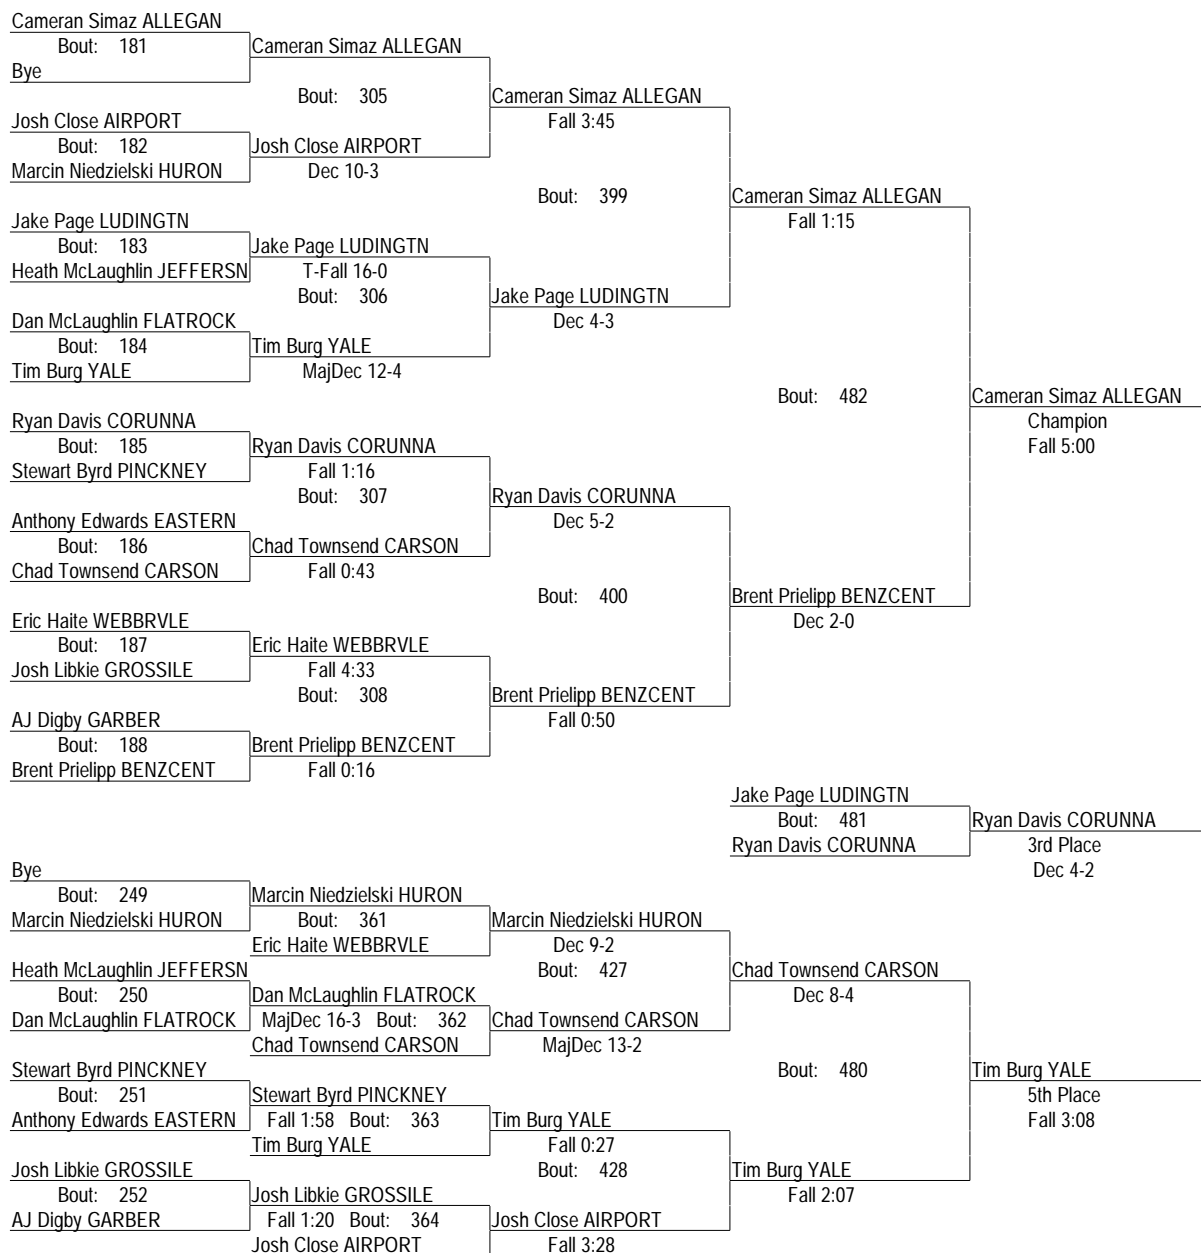 Cameran Simaz ALLEGAN
Bout: 181 Cameran Simaz ALLEGAN
Bye
Bout: 305 Cameran Simaz ALLEGAN
Josh Close AIRPORT Fall 3:45
Bout: 182 Josh Close AIRPORT
Marcin Niedzielski HURON Dec 10-3
Bout: 399 Cameran Simaz ALLEGAN
Jake Page LUDINGTN Fall 1:15
Bout: 183 Jake Page LUDINGTN
Heath McLaughlin JEFFERSN T-Fall 16-0
Bout: 306 Jake Page LUDINGTN
Dan McLaughlin FLATROCK Dec 4-3
Bout: 184 Tim Burg YALE
Tim Burg YALE MajDec 12-4
Bout: 482 Cameran Simaz ALLEGAN
Ryan Davis CORUNNA Champion
Bout: 185 Ryan Davis CORUNNA Fall 5:00
Stewart Byrd PINCKNEY Fall 1:16
Bout: 307 Ryan Davis CORUNNA
Anthony Edwards EASTERN Dec 5-2
Bout: 186 Chad Townsend CARSON
Chad Townsend CARSON Fall 0:43
Bout: 400 Brent Prielipp BENZCENT
Eric Haite WEBBRVLE Dec 2-0
Bout: 187 Eric Haite WEBBRVLE
Josh Libkie GROSSILE Fall 4:33
Bout: 308 Brent Prielipp BENZCENT
AJ Digby GARBER Fall 0:50
Bout: 188 Brent Prielipp BENZCENT
Brent Prielipp BENZCENT Fall 0:16
Jake Page LUDINGTN
Bout: 481 Ryan Davis CORUNNA
Ryan Davis CORUNNA 3rd Place
Bye Dec 4-2
Bout: 249 Marcin Niedzielski HURON
Marcin Niedzielski HURON Bout: 361 Marcin Niedzielski HURON
Eric Haite WEBBRVLE Dec 9-2
Heath McLaughlin JEFFERSN Bout: 427 Chad Townsend CARSON
Bout: 250 Dan McLaughlin FLATROCK Dec 8-4
Dan McLaughlin FLATROCK MajDec 16-3 Bout: 362 Chad Townsend CARSON
Chad Townsend CARSON MajDec 13-2
Stewart Byrd PINCKNEY Bout: 480 Tim Burg YALE
Bout: 251 Stewart Byrd PINCKNEY 5th Place
Anthony Edwards EASTERN Fall 1:58 Bout: 363 Tim Burg YALE Fall 3:08
Tim Burg YALE Fall 0:27
Josh Libkie GROSSILE Bout: 428 Tim Burg YALE
Bout: 252 Josh Libkie GROSSILE Fall 2:07
AJ Digby GARBER Fall 1:20 Bout: 364 Josh Close AIRPORT
Josh Close AIRPORT Fall 3:28